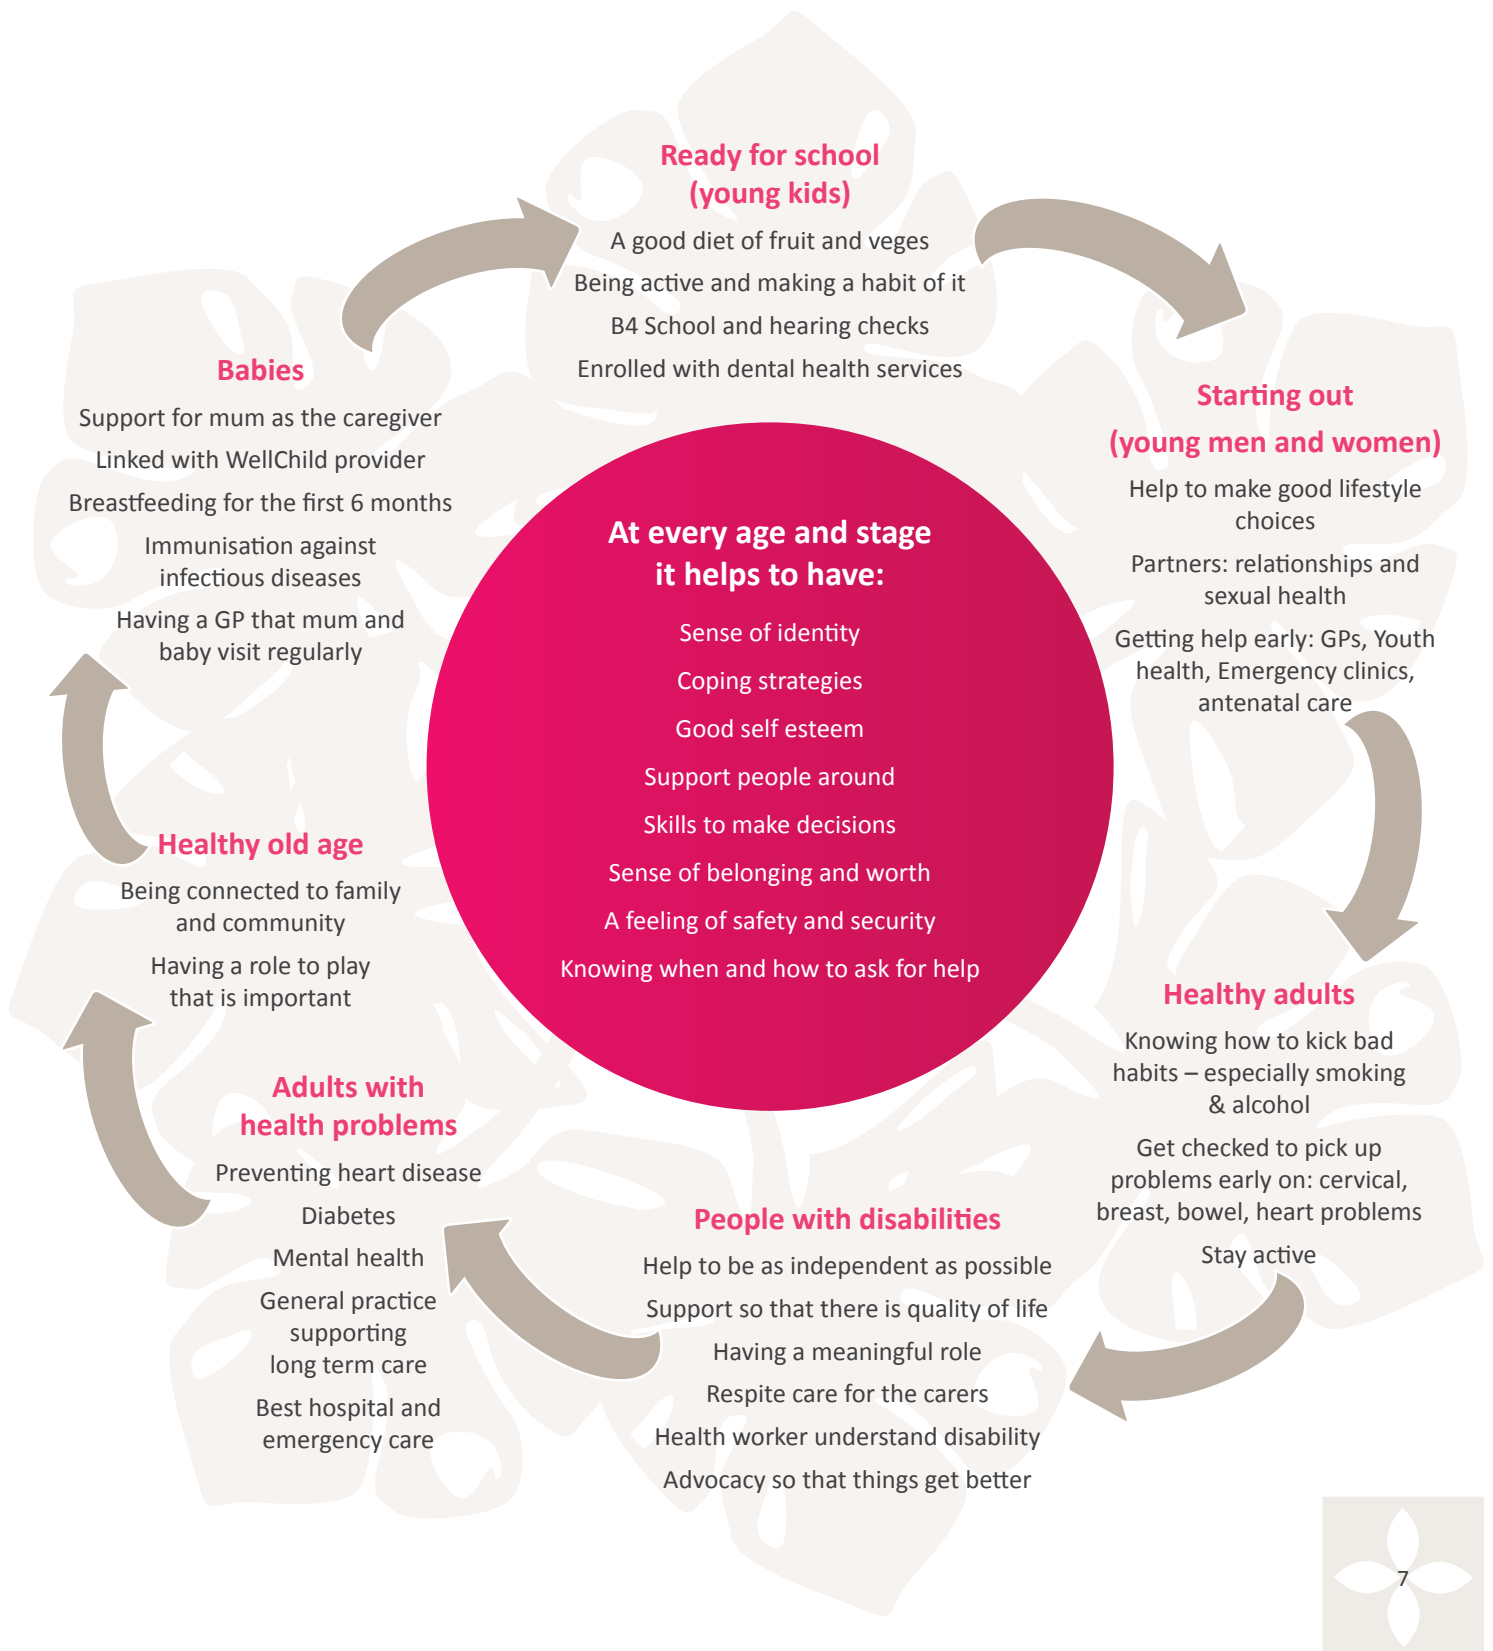 Ready for school
(young kids)
A good diet of fruit and veges
Being active and making a habit of it
B4 School and hearing checks
Enrolled with dental health services
Starting out
(young men and women)
Help to make good lifestyle
choices
Partners: relationships and
sexual health
Getting help early: GPs, Youth
health, Emergency clinics,
antenatal care
Healthy adults
Knowing how to kick bad
habits – especially smoking
& alcohol
Get checked to pick up
problems early on: cervical,
breast, bowel, heart problems
Stay active
People with disabilities
Help to be as independent as possible
Support so that there is quality of life
Having a meaningful role
Respite care for the carers
Health worker understand disability
Advocacy so that things get better
Adults with
health problems
Preventing heart disease
Diabetes
Mental health
General practice
supporting
long term care
Best hospital and
emergency care
Healthy old age
Being connected to family
and community
Having a role to play
that is important
Babies
Support for mum as the caregiver
Linked with WellChild provider
Breastfeeding for the first 6 months
Immunisation against
infectious diseases
Having a GP that mum and
baby visit regularly
At every age and stage
it helps to have:
Sense of identity
Coping strategies
Good self esteem
Support people around
Skills to make decisions
Sense of belonging and worth
A feeling of safety and security
Knowing when and how to ask for help
7